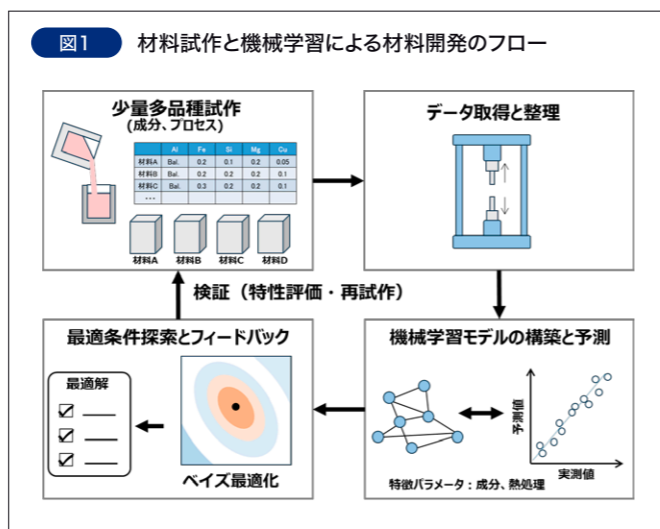 図1 材料試作と機械学習による材料開発のフロー
少量多品種試作
(成分、プロセス)
Al Fe Si Mg Cu
材料A Bal. 0.2 0.1 0.2 0.05
材料B Bal. 0.2 0.2 0.2 0.1
材料C Bal. 0.3 0.2 0.2 0.1
･･･
材料A 材料B 材料C 材料D
データ取得と整理
検証（特性評価・再試作）
最適条件探索とフィードバック
最適解
ベイズ最適化
機械学習モデルの構築と予測
予測値
実測値
特徴パラメータ：成分、熱処理